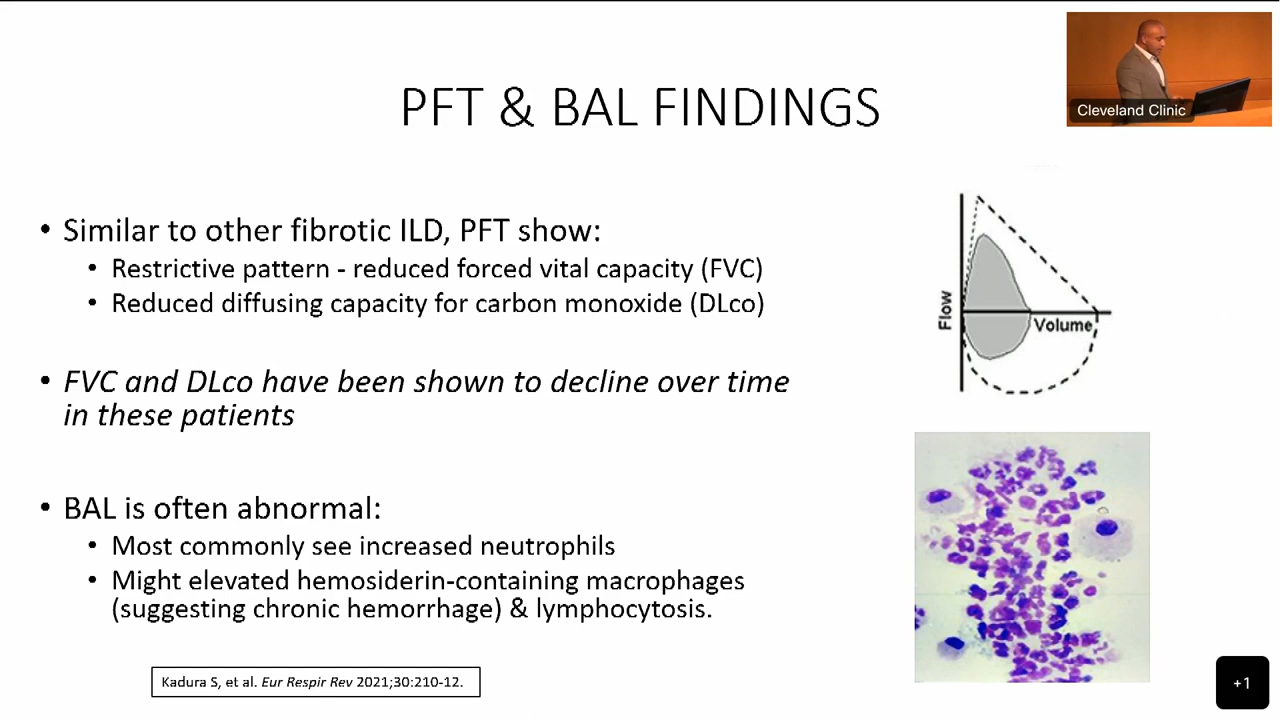 PFT & BAL FINDINGS
Cleveland Clinic
• Similar to other fibrotic ILD, PFT show:
• Restrictive pattern - reduced forced vital capacity (FVC)
• Reduced diffusing capacity for carbon monoxide (DLco)
• FVC and DLco have been shown to decline over time
in these patients
• BAL is often abnormal:
• Most commonly see increased neutrophils
• Might elevated hemosiderin-containing macrophages
(suggesting chronic hemorrhage) & lymphocytosis.
Flow
Volume
Kadura S, et al. Eur Respir Rev 2021;30:210-12.
+1